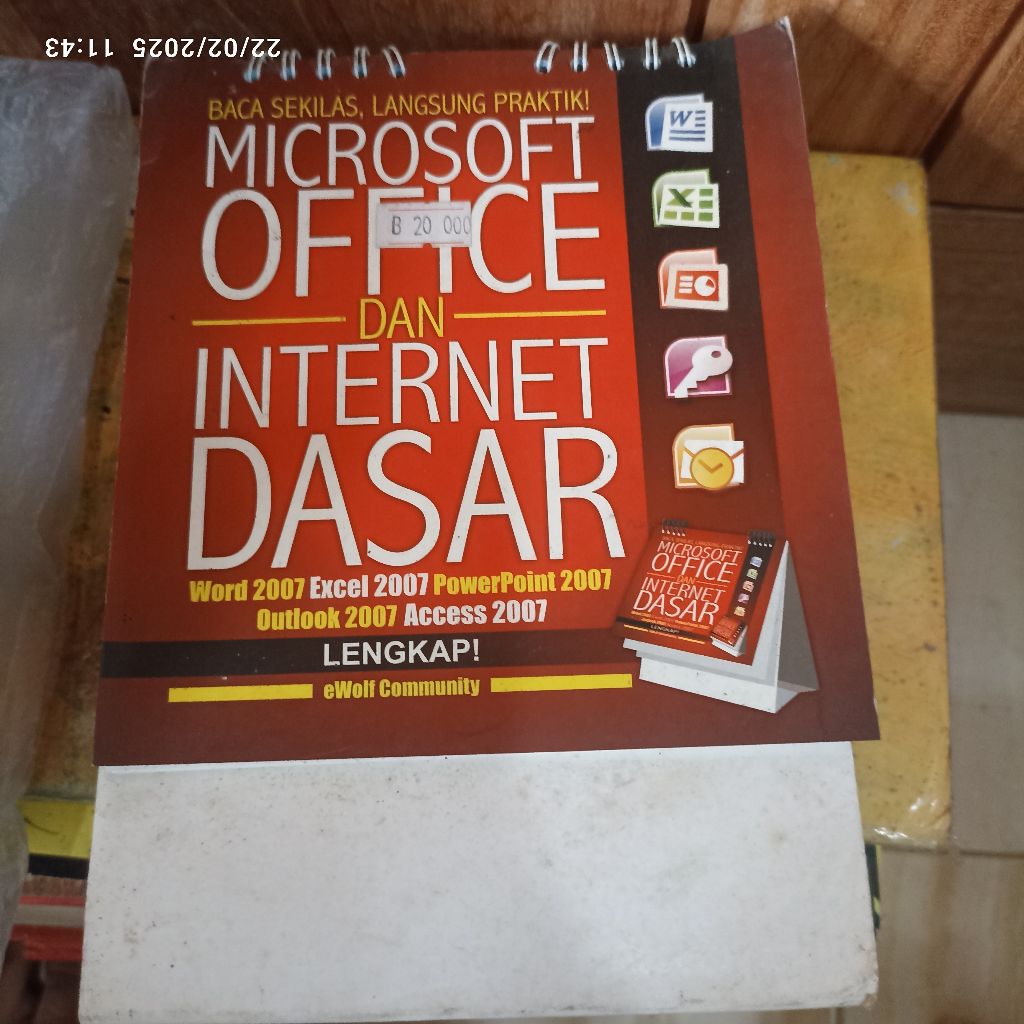 22/02/2025 11:43
BACA SEKILAS, LANGSUNG PRAKTIK!
MICROSOFT
OFFICE
B 20 000
DAN
INTERNET
DASAR
Word 2007 Excel 2007 PowerPoint 2007
Outlook 2007 Access 2007
LENGKAP!
eWolf Community
W
X
MICROSOFT
OFFICE
DAN
INTERNET
DASAR
LENGKAP!